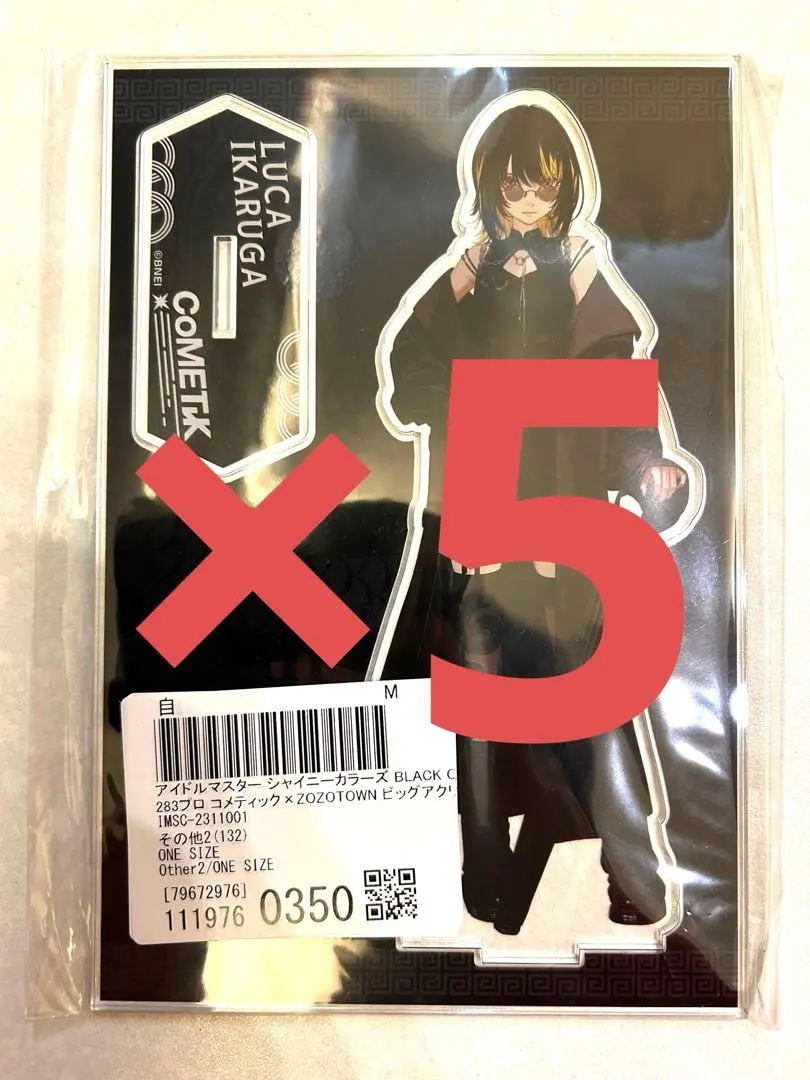 LUCA
IKARUGA
©BNEI
CoMETIK
×5
自 M
アイドルマスター シャイニーカラーズ BLACK C
283プロ コメティック×ZOZOTOWN ビッグアクリ
IMSC-2311001
その他2(132)
ONE SIZE
Other2/ONE SIZE
[79672976]
111976 0350